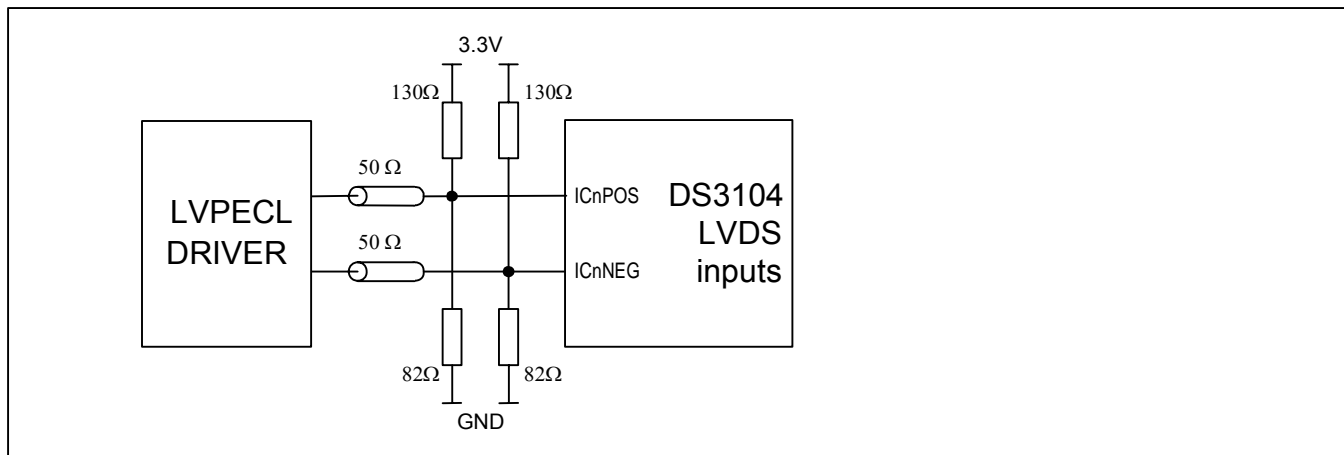 3.3V
130Ω
130Ω
50 Ω
50 Ω
LVPECL
DRIVER
ICnPOS
ICnNEG
DS3104
LVDS
inputs
82Ω
82Ω
GND